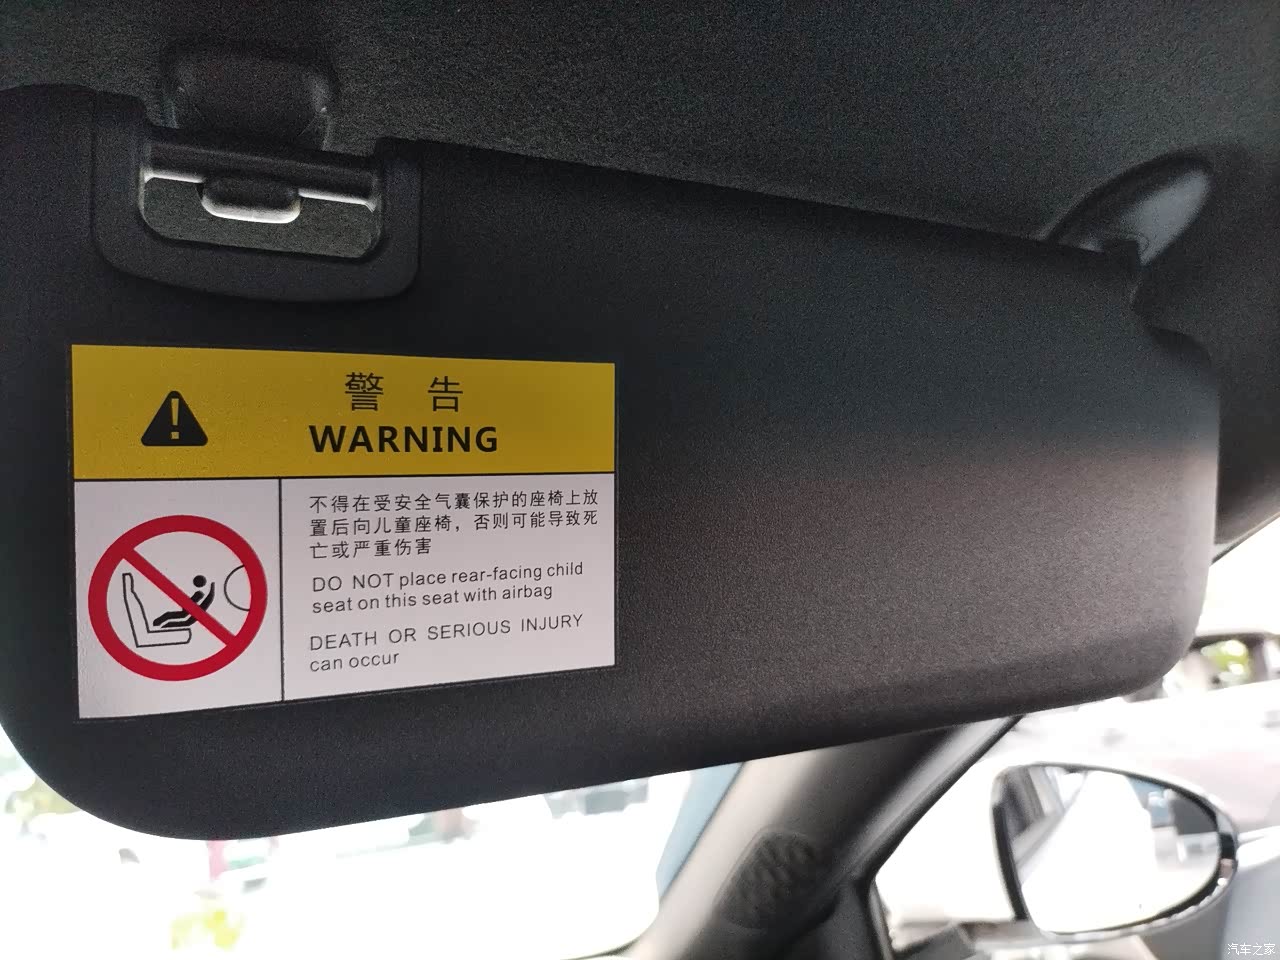 警 告
WARNING
不得在受安全气囊保护的座椅上放
置后向儿童座椅，否则可能导致死
亡或严重伤害
DO NOT place rear-facing child
seat on this seat with airbag
DEATH OR SERIOUS INJURY
can occur
汽车之家